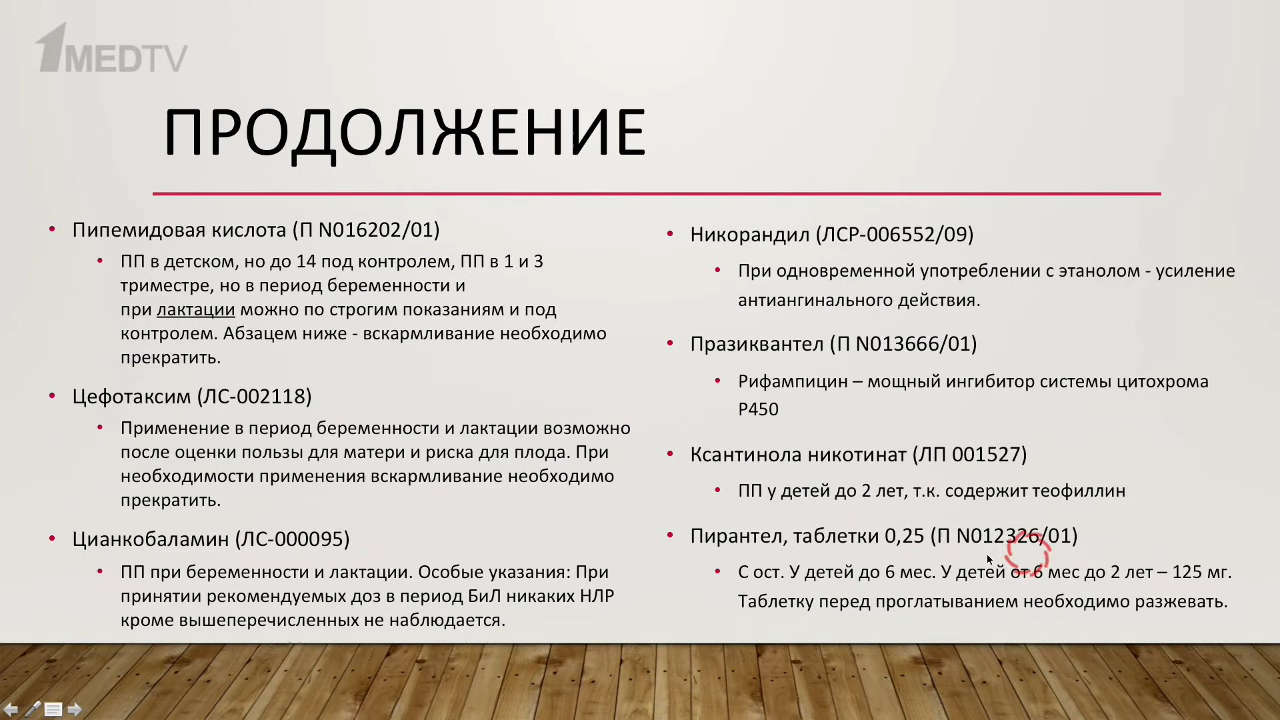 1MEDTV
ПРОДОЛЖЕНИЕ
• Пипемидовая кислота (П N016202/01)
• ПП в детском, но до 14 под контролем, ПП в 1 и 3
триместре, но в период беременности и
при лактации можно по строгим показаниям и под
контролем. Абзацем ниже - вскармливание необходимо
прекратить.
• Цефотаксим (ЛС-002118)
• Применение в период беременности и лактации возможно
после оценки пользы для матери и риска для плода. При
необходимости применения вскармливание необходимо
прекратить.
• Цианкобаламин (ЛС-000095)
• ПП при беременности и лактации. Особые указания: При
принятии рекомендуемых доз в период БиЛ никаких НЛР
кроме вышеперечисленных не наблюдается.
• Никорандил (ЛСР-006552/09)
• При одновременной употреблении с этанолом - усиление
антиангинального действия.
• Празиквантел (П N013666/01)
• Рифампицин – мощный ингибитор системы цитохрома
Р450
• Ксантинола никотинат (ЛП 001527)
• ПП у детей до 2 лет, т.к. содержит теофиллин
• Пирантел, таблетки 0,25 (П N012326/01)
• С ост. У детей до 6 мес. У детей от 6 мес до 2 лет – 125 мг.
Таблетку перед проглатыванием необходимо разжевать.